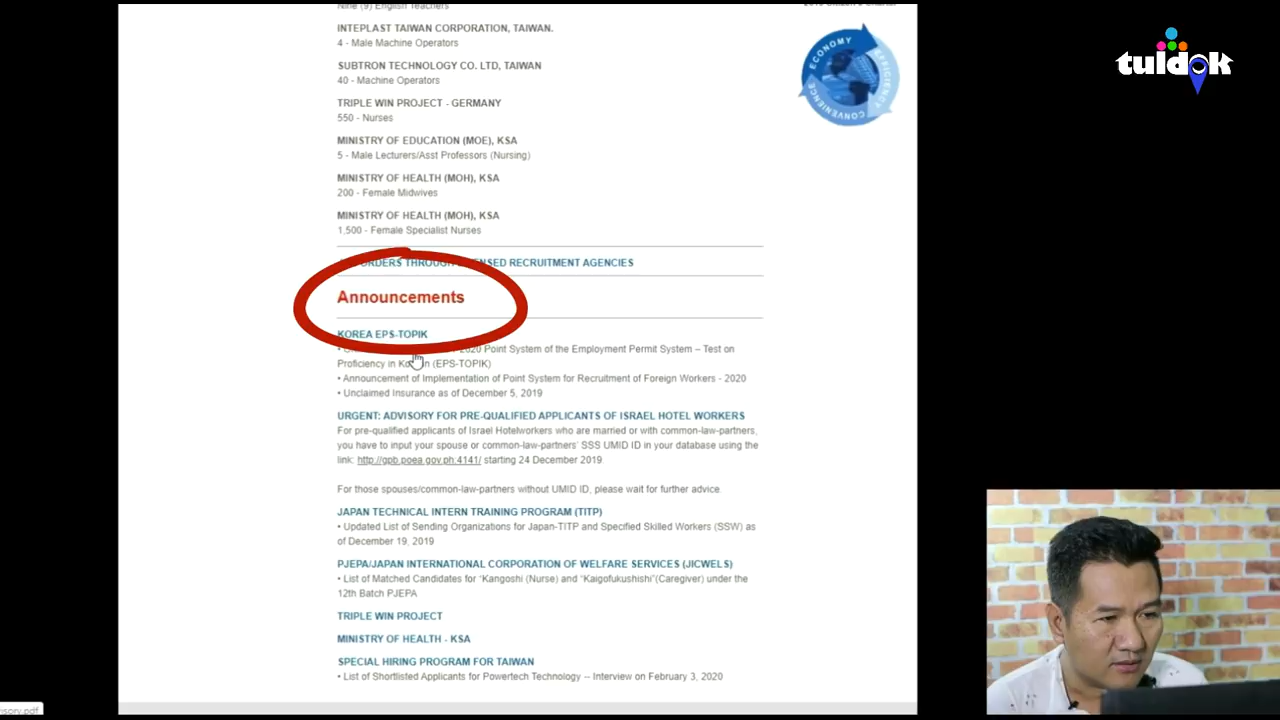 Nine (9) English Teachers
INTEPLAST TAIWAN CORPORATION, TAIWAN.
4 - Male Machine Operators
SUBTRON TECHNOLOGY CO. LTD, TAIWAN
40 - Machine Operators
TRIPLE WIN PROJECT - GERMANY
550 - Nurses
MINISTRY OF EDUCATION (MOE), KSA
5 - Male Lecturers/Asst Professors (Nursing)
MINISTRY OF HEALTH (MOH), KSA
200 - Female Midwives
MINISTRY OF HEALTH (MOH), KSA
1,500 - Female Specialist Nurses
ECONOMY
EFFICIENCY
CONVENIENCE
tuldok
ORDERS THROUGH RECRUITMENT AGENCIES
Announcements
KOREA EPS-TOPIK
2020 Point System of the Employment Permit System – Test on
Proficiency in (EPS-TOPIK)
• Announcement of Implementation of Point System for Recruitment of Foreign Workers - 2020
• Unclaimed Insurance as of December 5, 2019
URGENT: ADVISORY FOR PRE-QUALIFIED APPLICANTS OF ISRAEL HOTEL WORKERS
For pre-qualified applicants of Israel Hotelworkers who are married or with common-law-partners,
you have to input your spouse or common-law-partners' SSS UMID ID in your database using the
link: http://gpb.poea.gov.ph:4141/ starting 24 December 2019.
For those spouses/common-law-partners without UMID ID, please wait for further advice.
JAPAN TECHNICAL INTERN TRAINING PROGRAM (TITP)
• Updated List of Sending Organizations for Japan-TITP and Specified Skilled Workers (SSW) as
of December 19, 2019
PJEPA/JAPAN INTERNATIONAL CORPORATION OF WELFARE SERVICES (JICWELS)
• List of Matched Candidates for "Kangoshi (Nurse) and "Kaigofukushishi"(Caregiver) under the
12th Batch PJEPA
TRIPLE WIN PROJECT
MINISTRY OF HEALTH - KSA
SPECIAL HIRING PROGRAM FOR TAIWAN
• List of Shortlisted Applicants for Powertech Technology -- Interview on February 3, 2020
isory.pdf